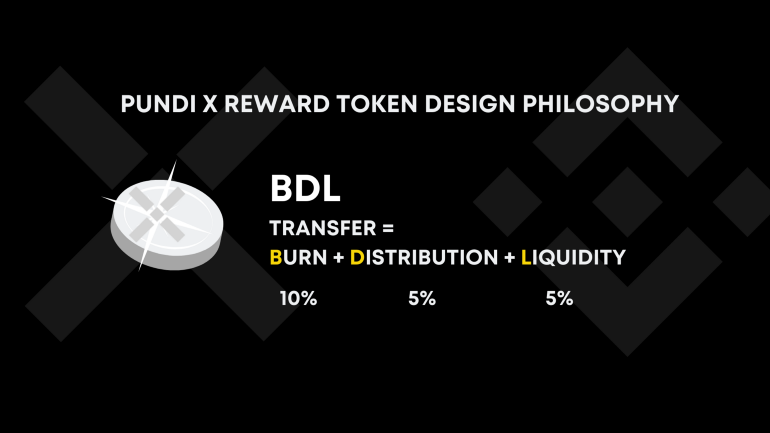 PUNDI X REWARD TOKEN DESIGN PHILOSOPHY
BDL
TRANSFER =
BURN + DISTRIBUTION + LIQUIDITY
10% 5% 5%